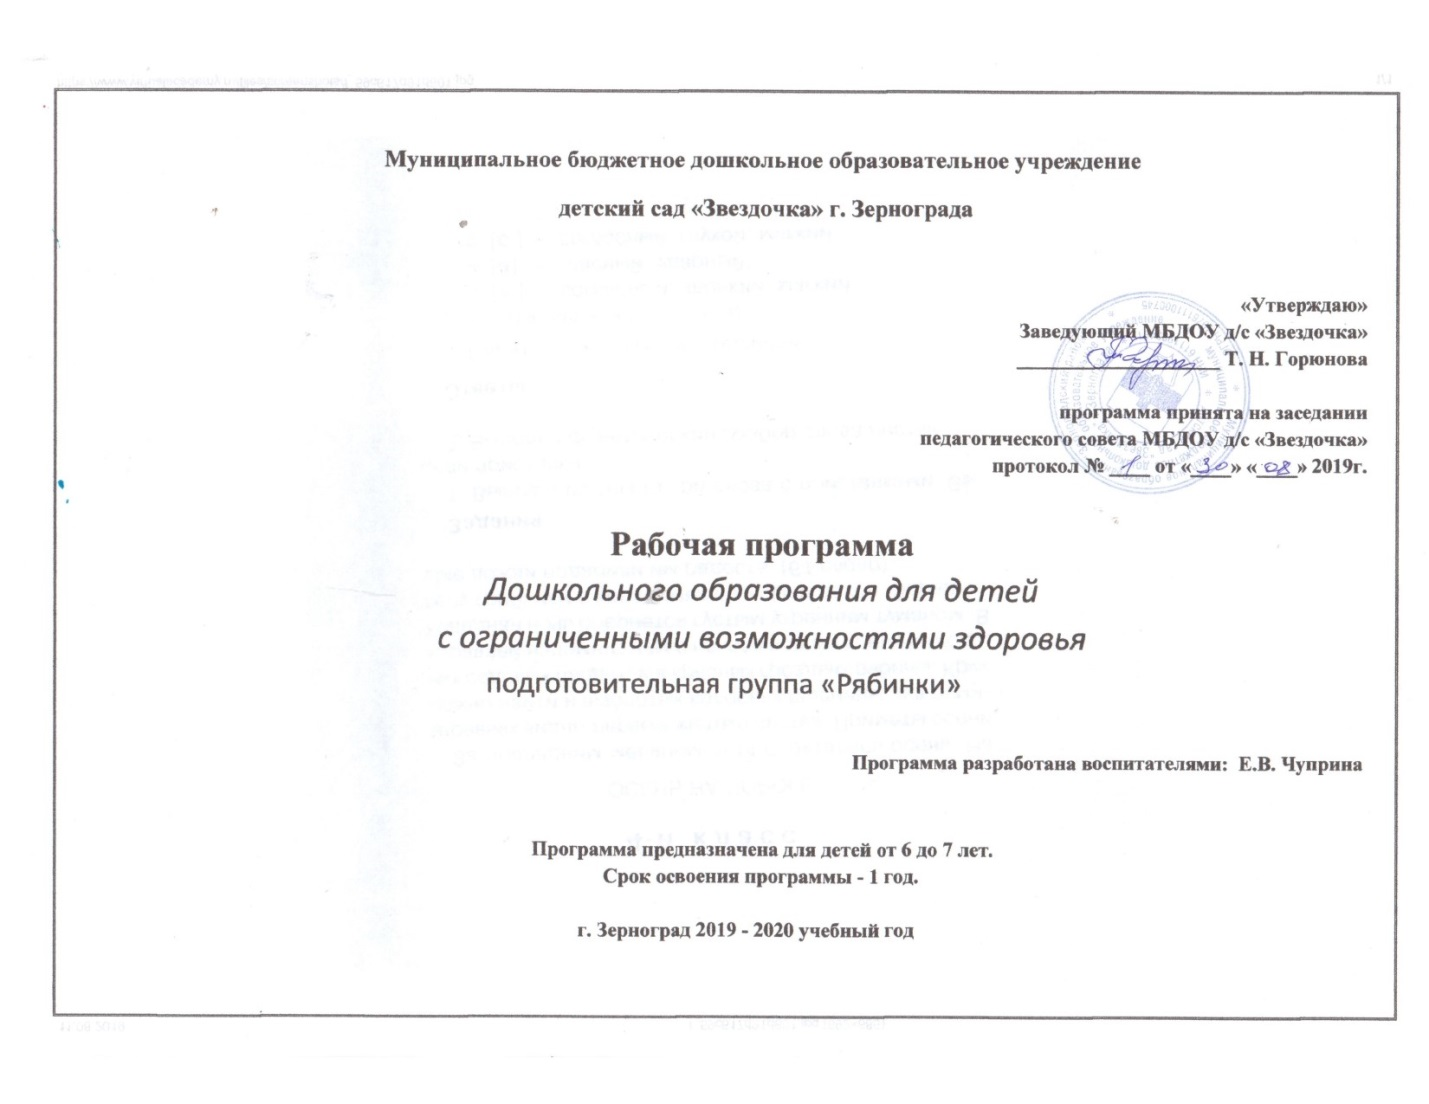 Муниципальное бюджетное дошкольное образовательное учреждение
детский сад «Звездочка» г. Зернограда
«Утверждаю»
Заведующий МБДОУ д/с «Звездочка»
Т. Н. Горюнова
программа принята на заседании
педагогического совета МБДОУ д/с «Звездочка»
протокол № 1 от «30» «08» 2019г.
Рабочая программа
Дошкольного образования для детей
с ограниченными возможностями здоровья
подготовительная группа «Рябинки»
Программа разработана воспитателями: Е.В. Чуприна
Программа предназначена для детей от 6 до 7 лет.
Срок освоения программы - 1 год.
г. Зерноград 2019 - 2020 учебный год